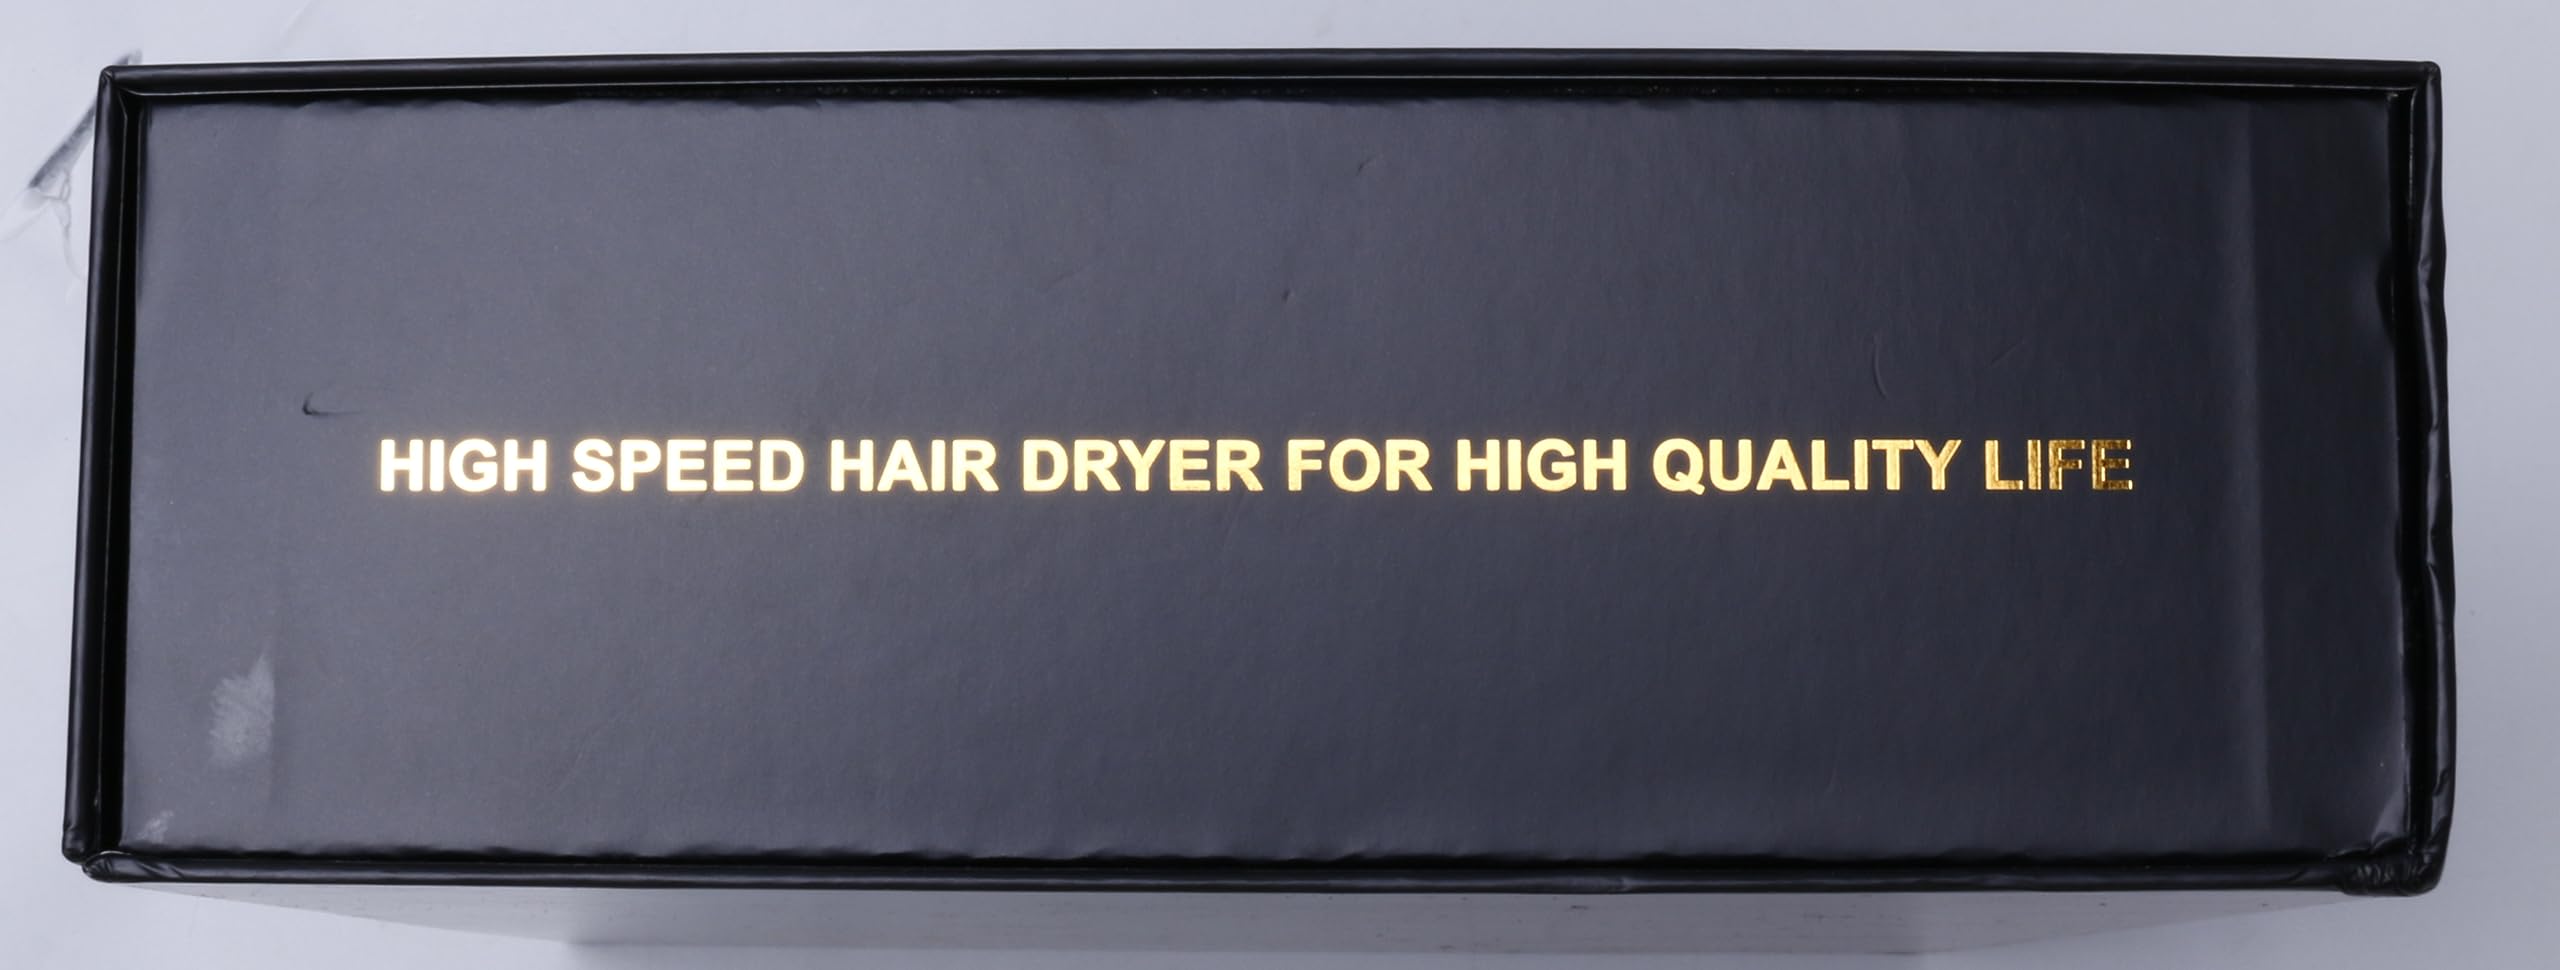 HIGH SPEED HAIR DRYER FOR HIGH QUALITY LIFE